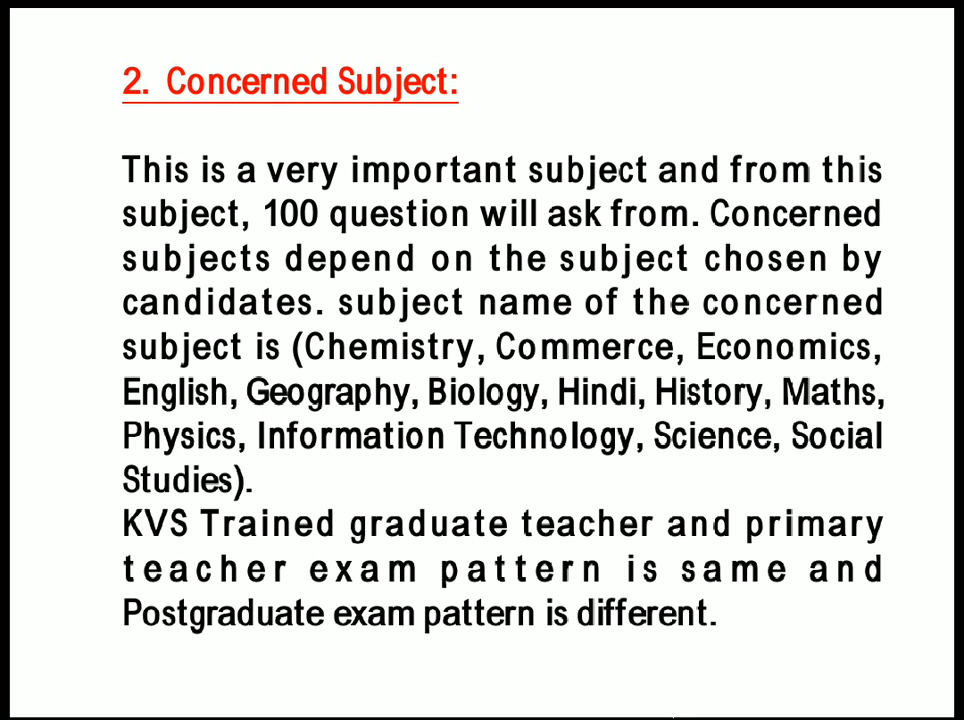 2. Concerned Subject:
This is a very important subject and from this
subject, 100 question will ask from. Concerned
subjects depend on the subject chosen by
candidates. subject name of the concerned
subject is (Chemistry, Commerce, Economics,
English, Geography, Biology, Hindi, History, Maths,
Physics, Information Technology, Science, Social
Studies).
KVS Trained graduate teacher and primary
teacher exam pattern is same and
Postgraduate exam pattern is different.